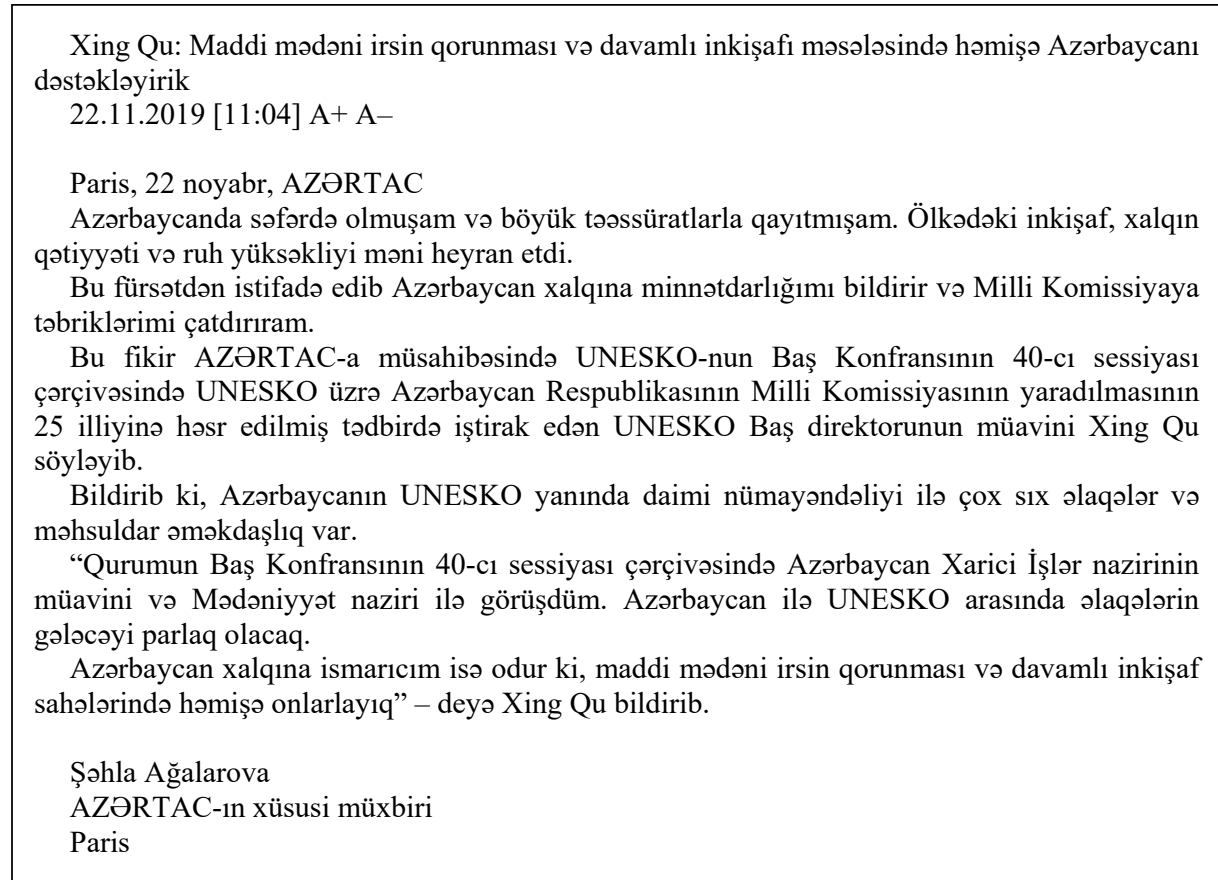 Xing Qu: Maddi mədəni irsin qorunması və davamlı inkişafı məsələsində həmişə Azərbaycanı
dəstəkləyirik
22.11.2019 [11:04] A+ A–
Paris, 22 noyabr, AZƏRTAC
Azərbaycanda səfərdə olmuşam və böyük təəssüratlarla qayıtmışam. Ölkədəki inkişaf, xalqın
qətiyyəti və ruh yüksəkliyi məni heyran etdi.
Bu fürsətdən istifadə edib Azərbaycan xalqına minnətdarlığımı bildirir və Milli Komissiyaya
təbriklərimi çatdırıram.
Bu fikir AZƏRTAC-a müsahibəsində UNESKO-nun Baş Konfransının 40-cı sessiyası
çərçivəsində UNESKO üzrə Azərbaycan Respublikasının Milli Komissiyasının yaradılmasının
25 illiyinə həsr edilmiş tədbirdə iştirak edən UNESKO Baş direktorunun müavini Xing Qu
söyləyib.
Bildirib ki, Azərbaycanın UNESKO yanında daimi nümayəndəliyi ilə çox sıx əlaqələr və
məhsuldar əməkdaşlıq var.
“Qurumun Baş Konfransının 40-cı sessiyası çərçivəsində Azərbaycan Xarici İşlər nazirinin
müavini və Mədəniyyət naziri ilə görüşdüm. Azərbaycan ilə UNESKO arasında əlaqələrin
gələcəyi parlaq olacaq.
Azərbaycan xalqına ismarıcım isə odur ki, maddi mədəni irsin qorunması və davamlı inkişaf
sahələrində həmişə onlarlayıq” – deyə Xing Qu bildirib.
Şəhla Ağalarova
AZƏRTAC-ın xüsusi müxbiri
Paris